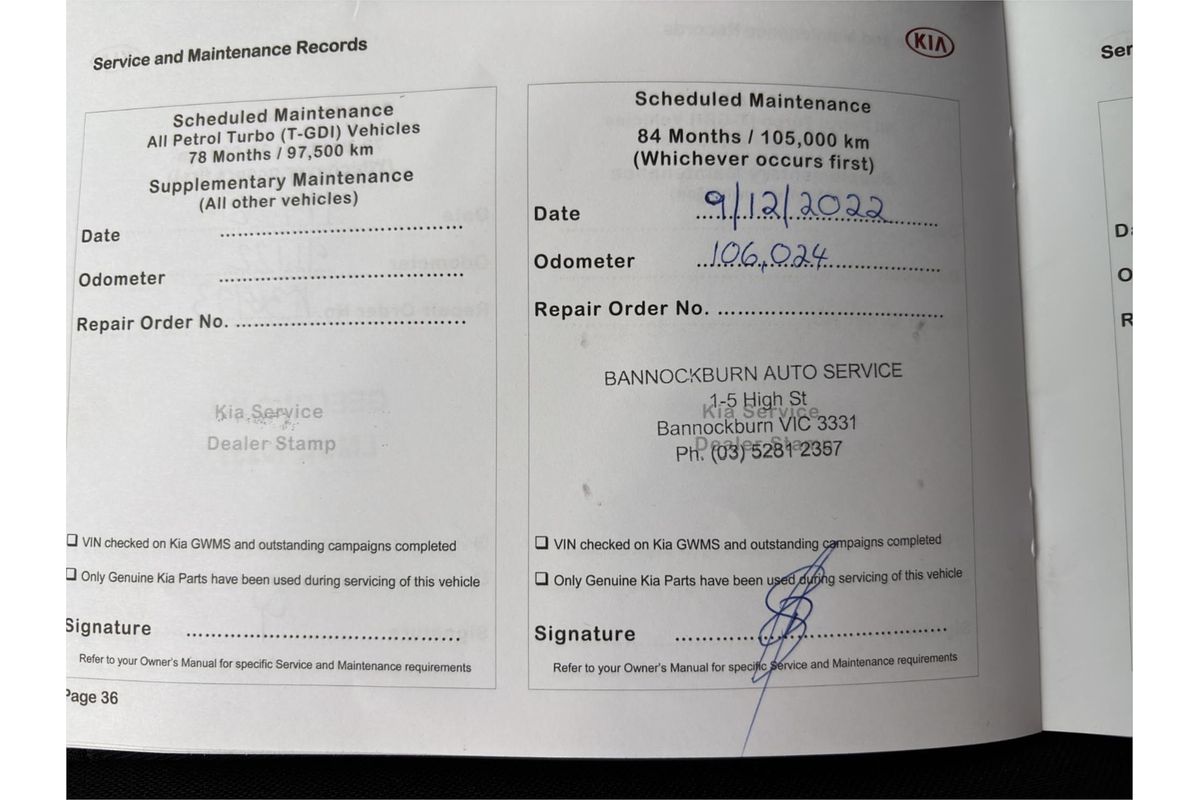 Service and Maintenance Records
Scheduled Maintenance
All Petrol Turbo (T-GDI) Vehicles
78 Months / 97,500 km
Supplementary Maintenance
(All other vehicles)
Date
Odometer
Repair Order No.
Kia Service
Dealer Stamp
❑ VIN checked on Kia GWMS and outstanding campaigns completed
❑ Only Genuine Kia Parts have been used during servicing of this vehicle
Signature
Refer to your Owner's Manual for specific Service and Maintenance requirements
Page 36
KIA
Scheduled Maintenance
84 Months / 105,000 km
(Whichever occurs first)
Date 9/12/2022
Odometer 106,024
Repair Order No.
BANNOCKBURN AUTO SERVICE
1-5 High St
Kia Service
Bannockburn VIC 3331
Dealer Stamp
Ph. (03) 5281 2357
❑ VIN checked on Kia GWMS and outstanding campaigns completed
❑ Only Genuine Kia Parts have been used during servicing of this vehicle
Signature
Refer to your Owner's Manual for specific Service and Maintenance requirements
Ser
D
O
R